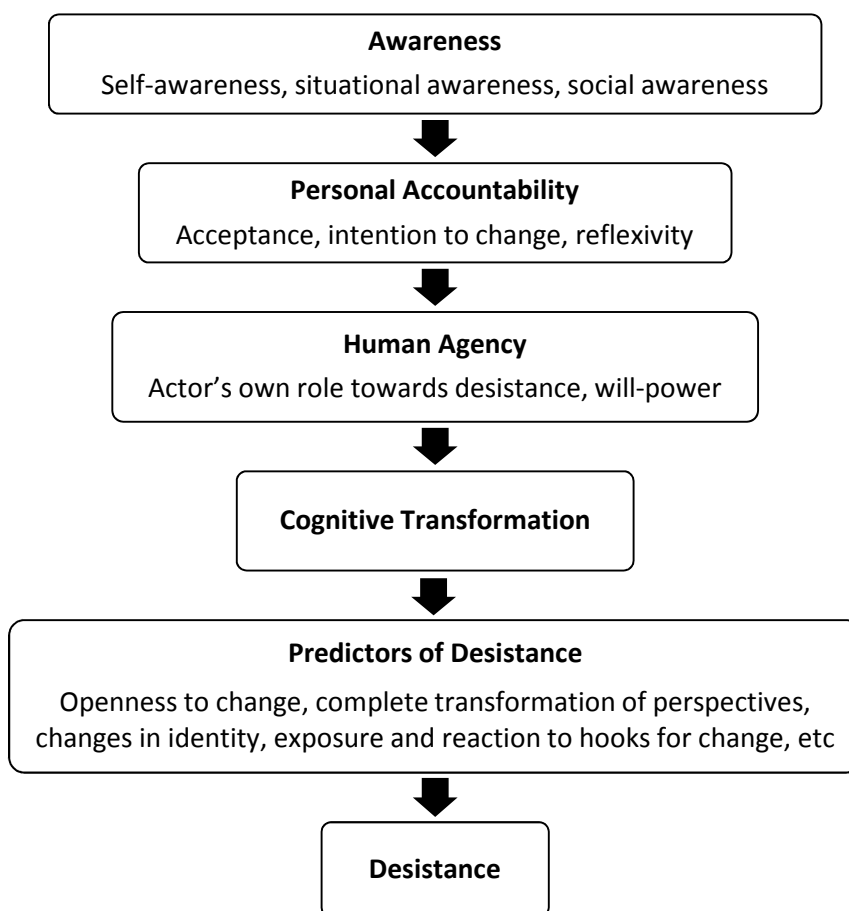 Awareness
Self-awareness, situational awareness, social awareness
Personal Accountability
Acceptance, intention to change, reflexivity
Human Agency
Actor’s own role towards desistance, will-power
Cognitive Transformation
Predictors of Desistance
Openness to change, complete transformation of perspectives,
changes in identity, exposure and reaction to hooks for change, etc
Desistance